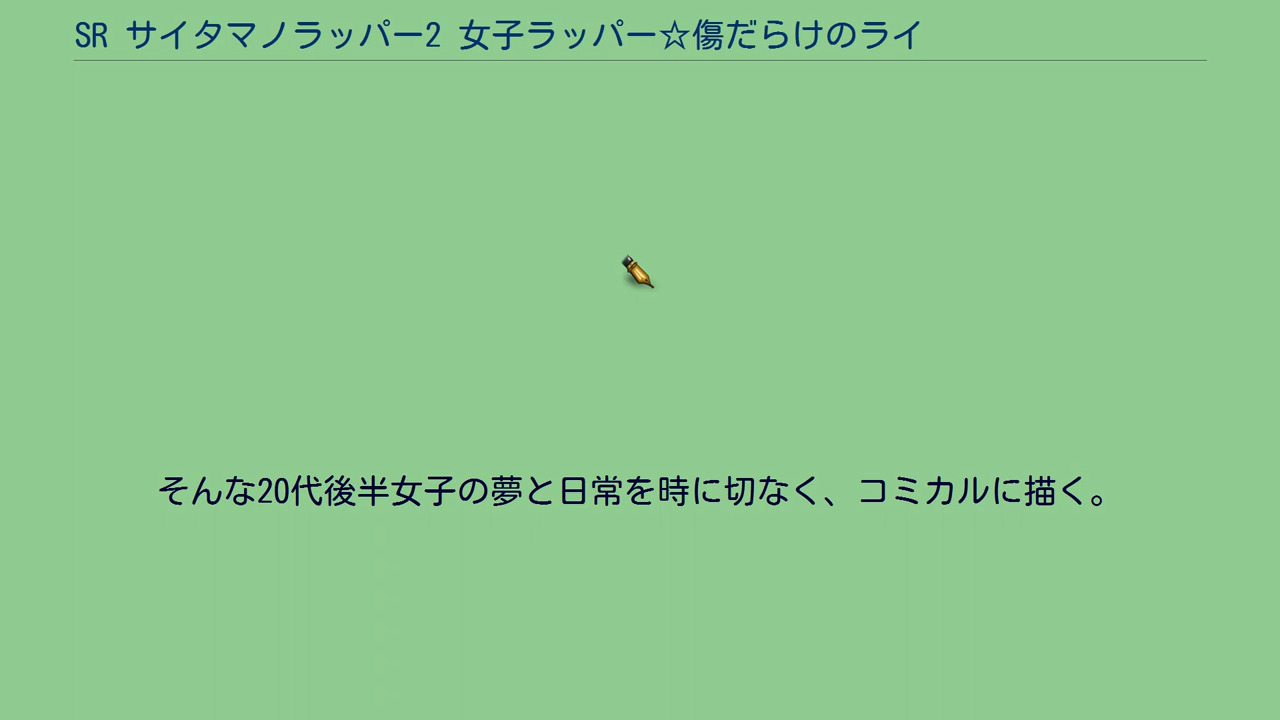 SR サイタマノラッパー2 女子ラッパー☆傷だらけのライ
そんな20代後半女子の夢と日常を時に切なく、コミカルに描く。